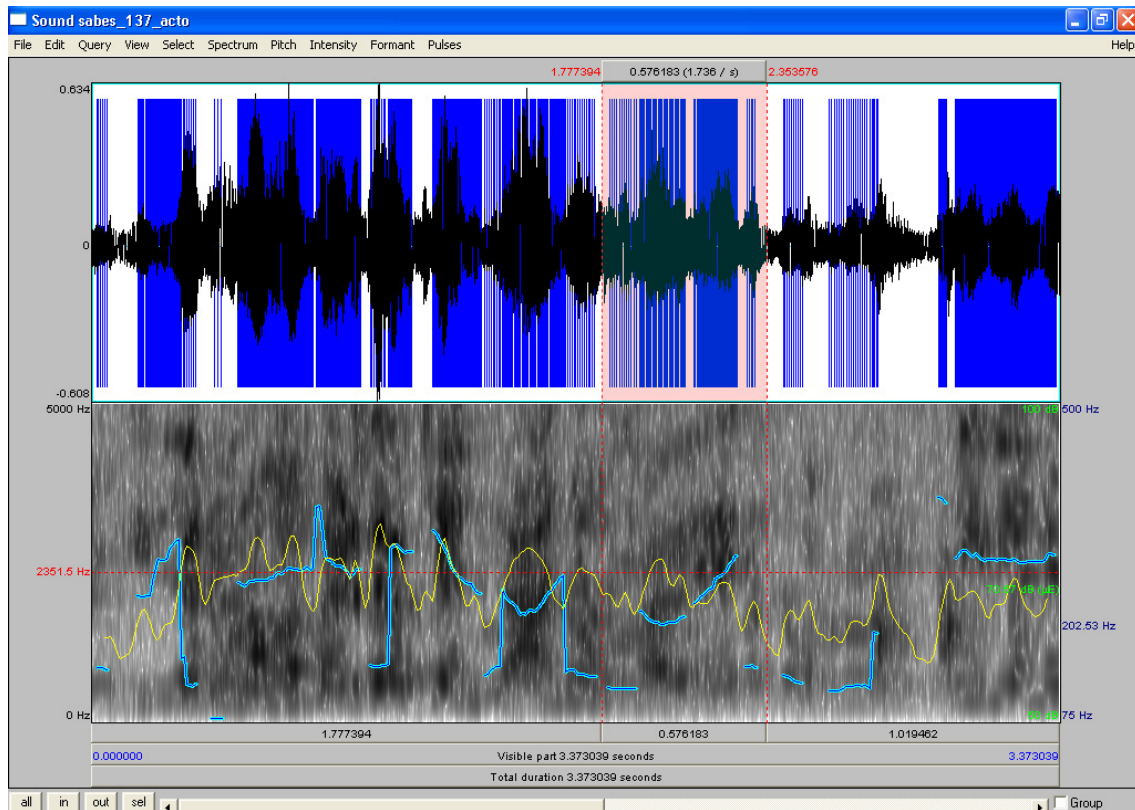 Sound sabes_137_acto
File Edit Query View Select Spectrum Pitch Intensity Formant Pulses Help
1.777394 0.576183 (1.736 / s) 2.353576
0.634
0
-0.608
5000 Hz 100 dB 500 Hz
2351.5 Hz
dB (µE)
202.53 Hz
0 Hz dB 75 Hz
1.777394 0.576183 1.019462
0.000000 Visible part 3.373039 seconds 3.373039
Total duration 3.373039 seconds
all in out sel Group